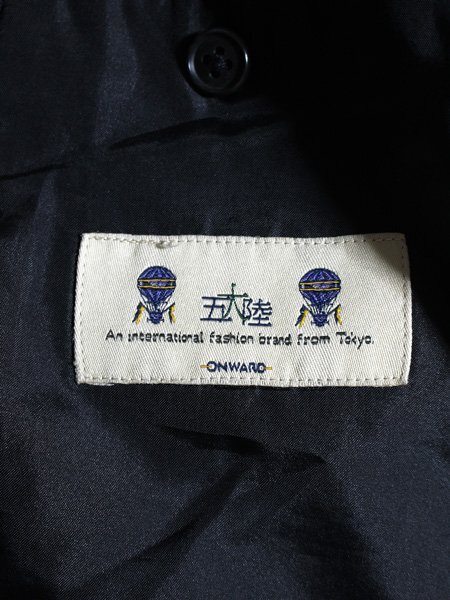 五大陸
An international fashion brand from Tokyo.
ONWARD